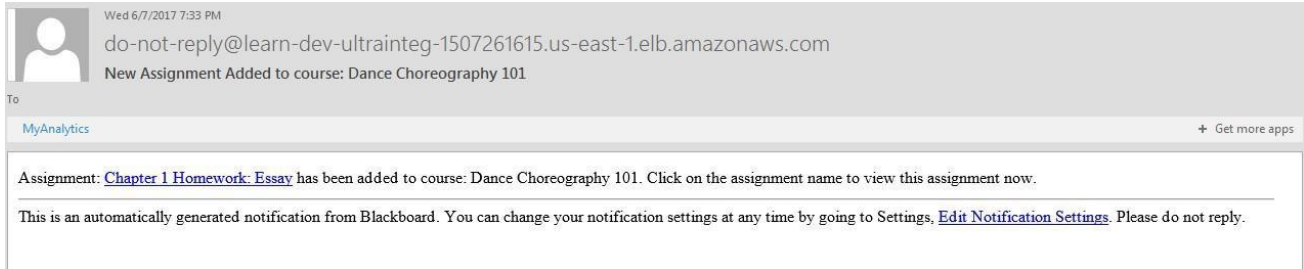 Wed 6/7/2017 7:33 PM
do-not-reply@learn-dev-ultrainteg-1507261615.us-east-1.elb.amazonaws.com
New Assignment Added to course: Dance Choreography 101
To
MyAnalytics
+ Get more apps
Assignment: Chapter 1 Homework: Essay has been added to course: Dance Choreography 101. Click on the assignment name to view this assignment now.
This is an automatically generated notification from Blackboard. You can change your notification settings at any time by going to Settings, Edit Notification Settings. Please do not reply.